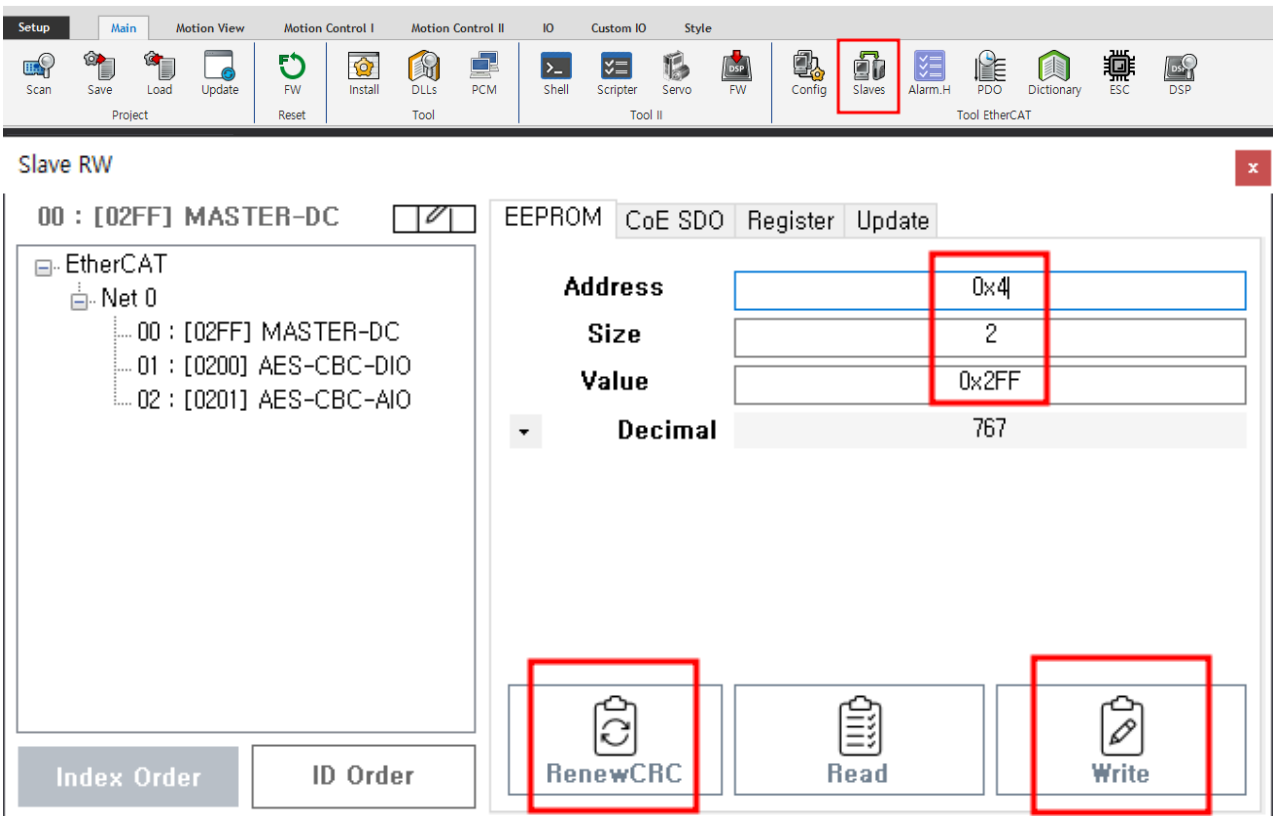 Setup Main Motion View Motion Control I Motion Control II IO Custom IO Style
Scan Save Load Update FW Install DLLs PCM Shell Scripter Servo DSP FW Config Slaves Alarm.H PDO Dictionary ESC DSP DSP
Project Reset Tool Tool II Tool EtherCAT
Slave RW
x
00 : [02FF] MASTER-DC
EtherCAT
Net 0
00 : [02FF] MASTER-DC
01 : [0200] AES-CBC-DIO
02 : [0201] AES-CBC-AIO
Index Order ID Order
EEPROM CoE SDO Register Update
Address 0x4
Size 2
Value 0x2FF
Decimal 767
RenewCRC Read Write